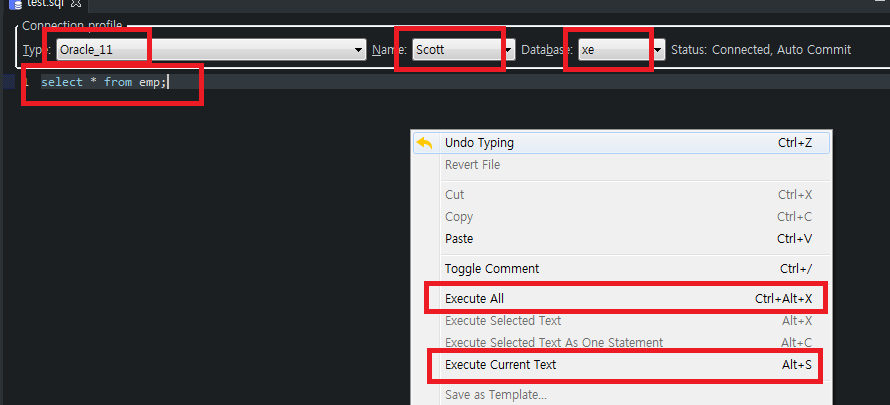 test.sql
Connection profile
Type: Oracle_11 Name: Scott Database: xe Status: Connected, Auto Commit
1 select * from emp;
Undo Typing Ctrl+Z
Revert File
Cut Ctrl+X
Copy Ctrl+C
Paste Ctrl+V
Toggle Comment Ctrl+/
Execute All Ctrl+Alt+X
Execute Selected Text Alt+X
Execute Selected Text As One Statement Alt+C
Execute Current Text Alt+S
Save as Template...